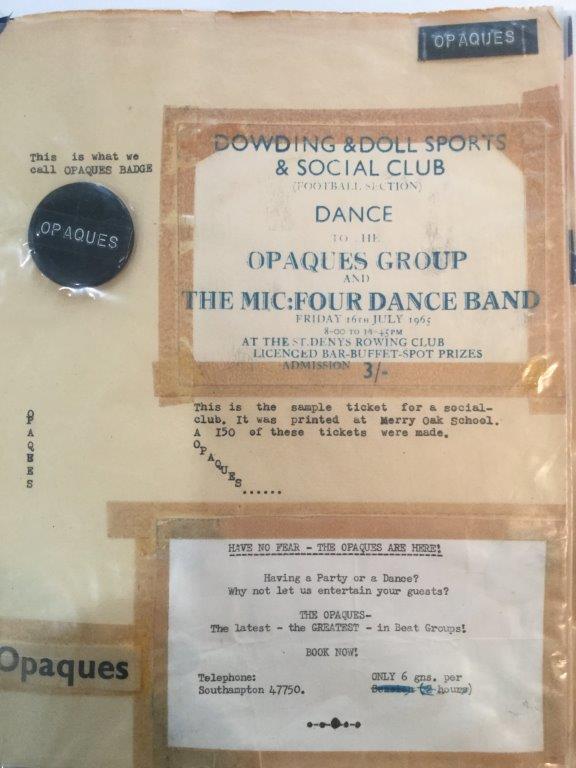 OPAQUES
This is what we
call OPAQUES BADGE
OPAQUES
DOWDING & DOLL SPORTS
& SOCIAL CLUB
(FOOTBALL SECTION)
DANCE
TO THE
OPAQUES GROUP
AND
THE MIC:FOUR DANCE BAND
FRIDAY 16TH JULY 1965
8-00 TO 11-45PM
AT THE ST.DENYS ROWING CLUB
LICENCED BAR-BUFFET-SPOT PRIZES
ADMISSION 3/-
This is the sample ticket for a social-
club. It was printed at Merry Oak School.
A I50 of these tickets were made.
OPAQUES......
HAVE NO FEAR - THE OPAQUES ARE HERE!
Having a Party or a Dance?
Why not let us entertain your guests?
THE OPAQUES-
The latest - the GREATEST - in Beat Groups!
BOOK NOW!
Telephone:
Southampton 47750.
ONLY 6 gns. per
Session (2 hours)
Opaques